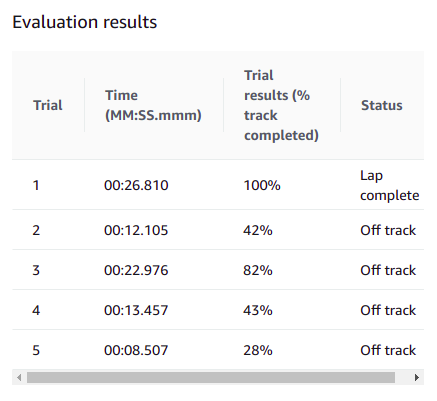 Evaluation results
Trial
Time
(MM:SS.mmm)
Trial
results (%
track
completed)
Status
1 00:26.810 100% Lap
complete
2 00:12.105 42% Off track
3 00:22.976 82% Off track
4 00:13.457 43% Off track
5 00:08.507 28% Off track